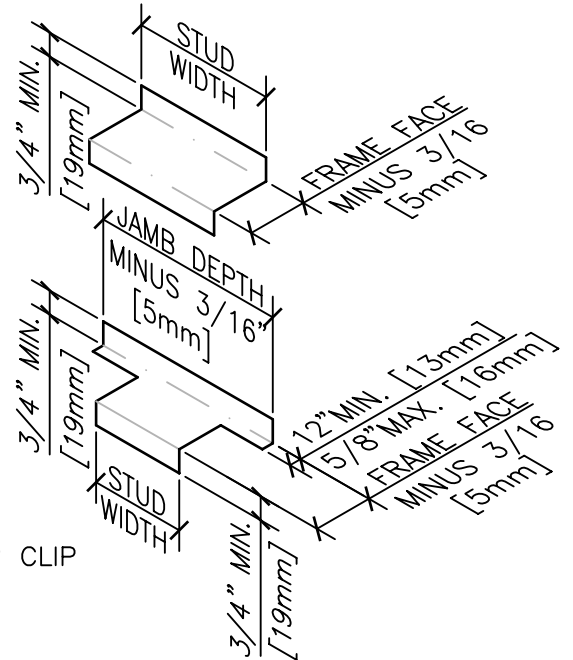 STUD
WIDTH
3/4" MIN.
[19mm]
FRAME FACE
MINUS 3/16
[5mm]
JAMB DEPTH
MINUS 3/16"
[5mm]
3/4" MIN.
[19mm]
12"MIN. [13mm]
5/8"MAX. [16mm]
FRAME FACE
MINUS 3/16
[5mm]
STUD
WIDTH
3/4" MIN.
[19mm]
CLIP